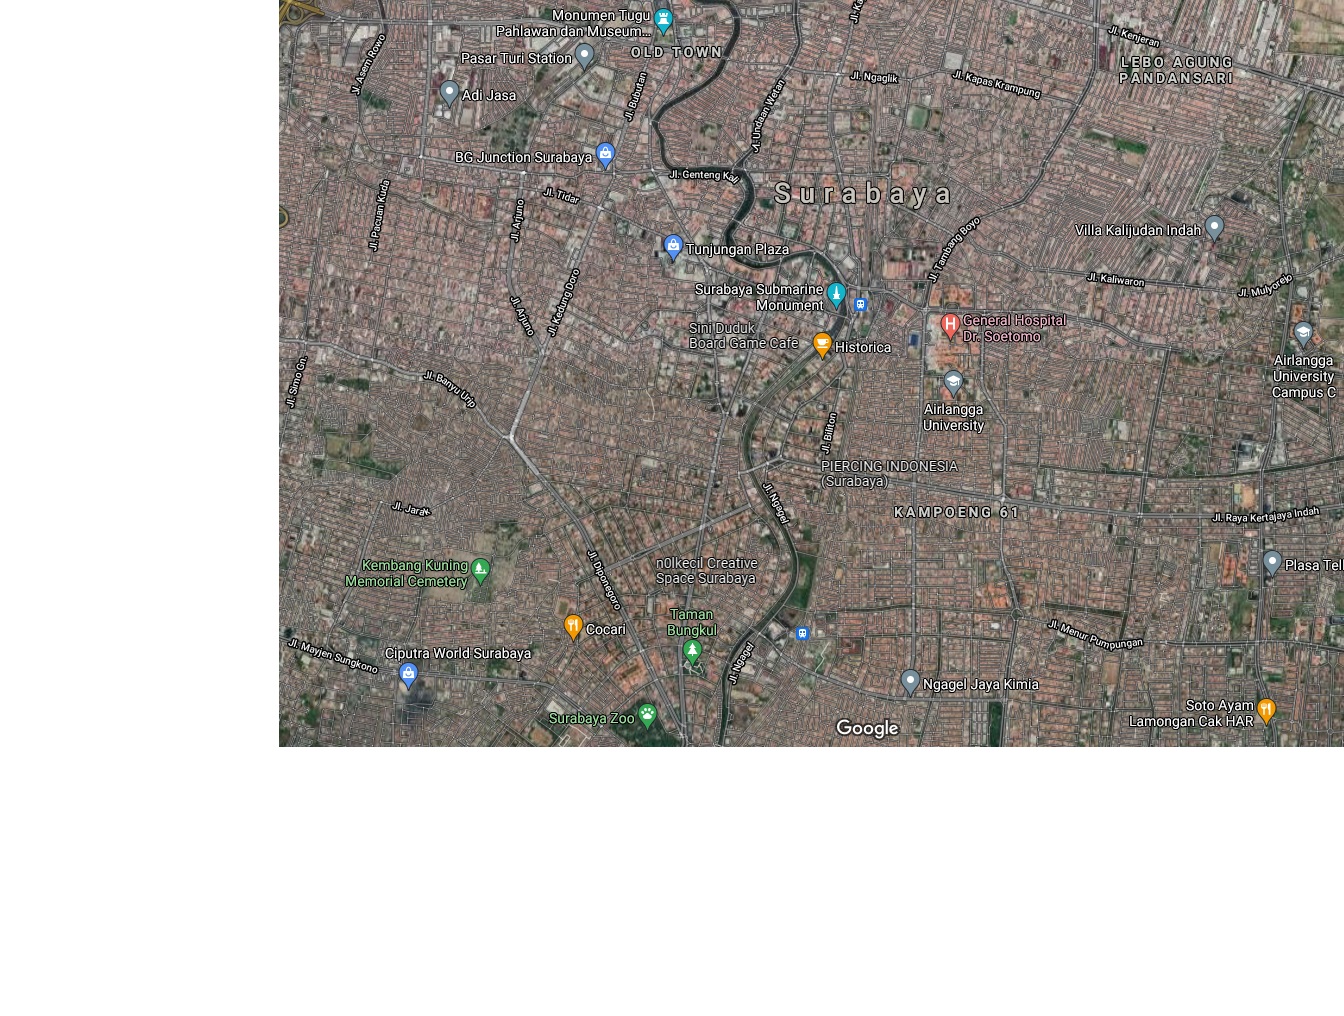 Monumen Tugu
Pahlawan dan Museum...
OLD TOWN
Pasar Turi Station
Adi Jasa
Jl. Asem Rowo
Jl. Bubutan
Jl. Undaan Wetan
Jl. Ka
Jl. Ngaglik
Jl. Kapas Krampung
Jl. Kenjeran
LEBO AGUNG
PANDANSARI
BG Junction Surabaya
Jl. Genteng Kali
Surabaya
Jl. Tidar
Jl. Pacuan Kuda
Jl. Arjuno
Tunjungan Plaza
Jl. Tambang Boyo
Villa Kalijudan Indah
Jl. Kaliwaron
Jl. Mulyorejo
Surabaya Submarine
Monument
Jl. Arjuno
Jl. Kedung Doro
Sini Duduk
Board Game Cafe
Historica
General Hospital
Dr. Soetomo
Airlangga
University
Campus C
Jl. Simo Gn.
Jl. Banyu Urip
Airlangga
University
Jl. Biliton
PIERCING INDONESIA
(Surabaya)
Jl. Jarak
Jl. Ngagel
KAMPOENG 61
Jl. Raya Kertajaya Indah
Kembang Kuning
Memorial Cemetery
Jl. Diponegoro
n0lkecil Creative
Space Surabaya
Plasa Tel
Taman
Bungkul
Cocari
Jl. Menur Pumpungan
Jl. Mayjen Sungkono
Ciputra World Surabaya
Jl. Ngagel
Ngagel Jaya Kimia
Surabaya Zoo
Soto Ayam
Lamongan Cak HAR
Google